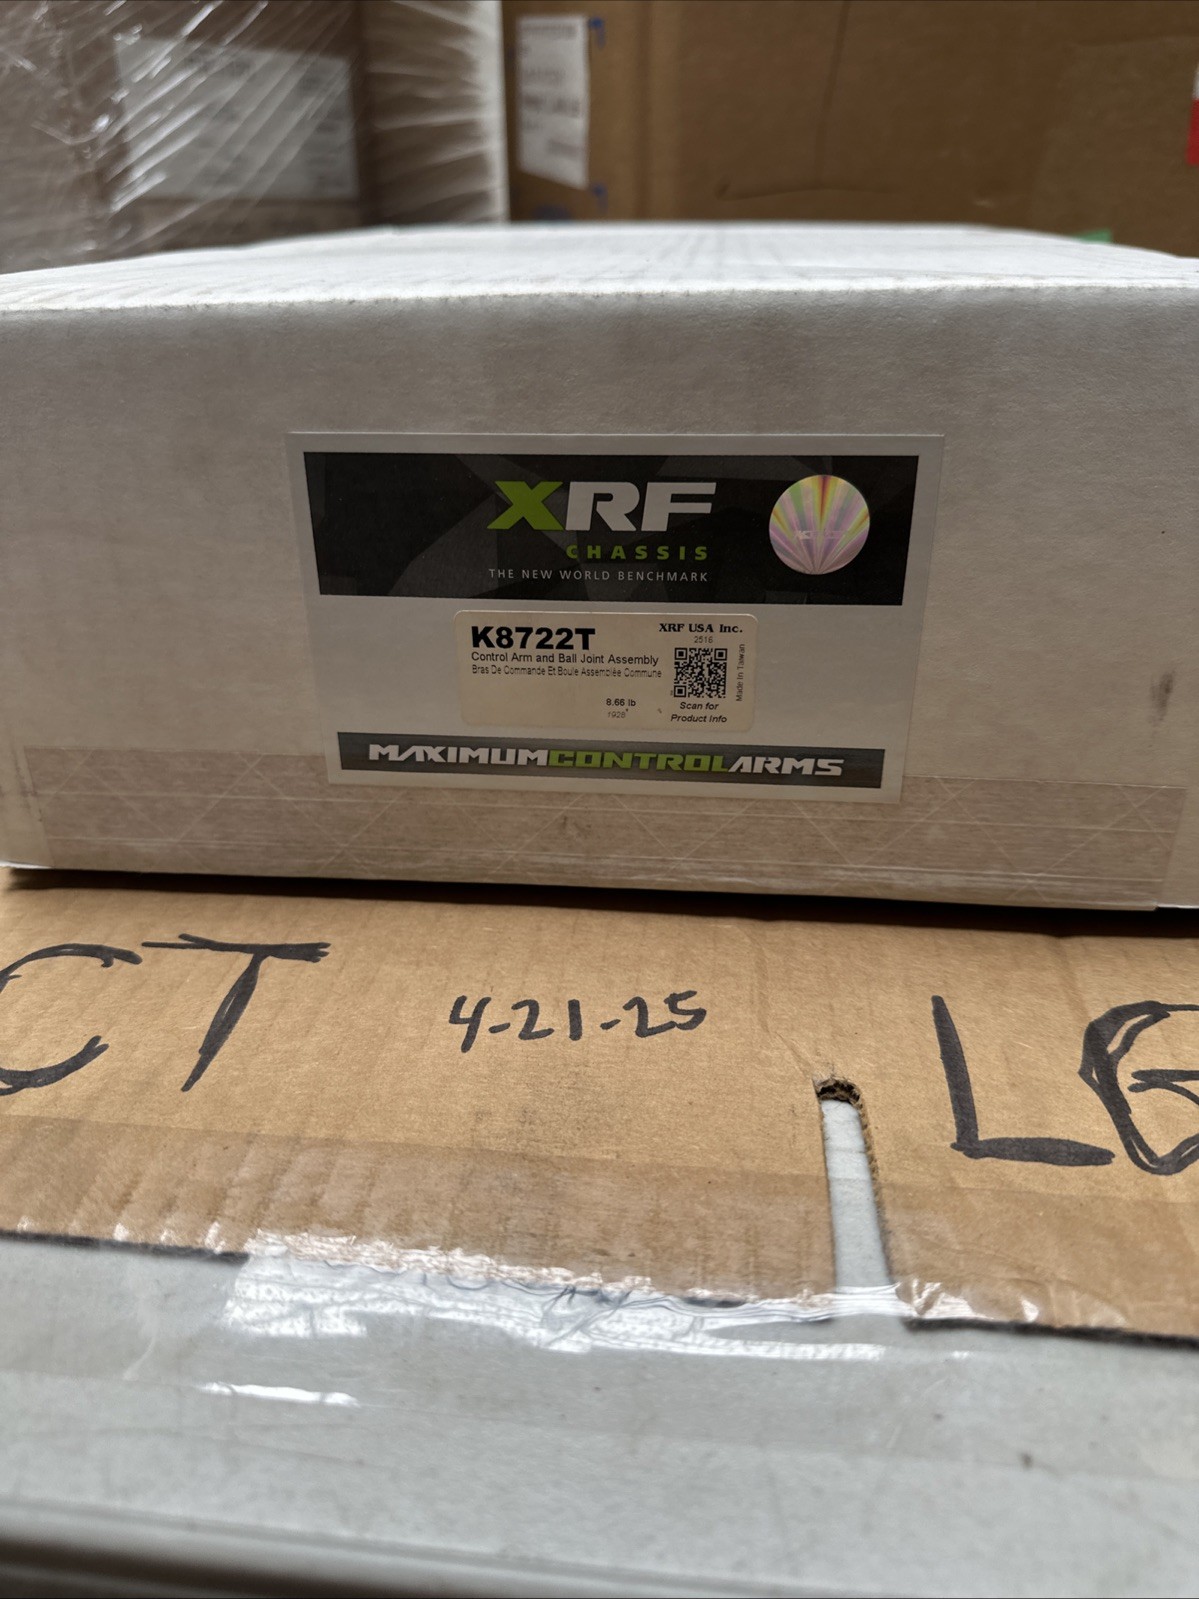 XRF
CHASSIS
THE NEW WORLD BENCHMARK
K8722T
Control Arm and Ball Joint Assembly
Bras De Commande Et Boule Assemzlée Commune
8.66 lb
1928
XRF USA Inc.
2516
Made In Taiwan
Scan for
Product Info
MAXIMUMCONTROLARMS
CT
4-21-25
LG